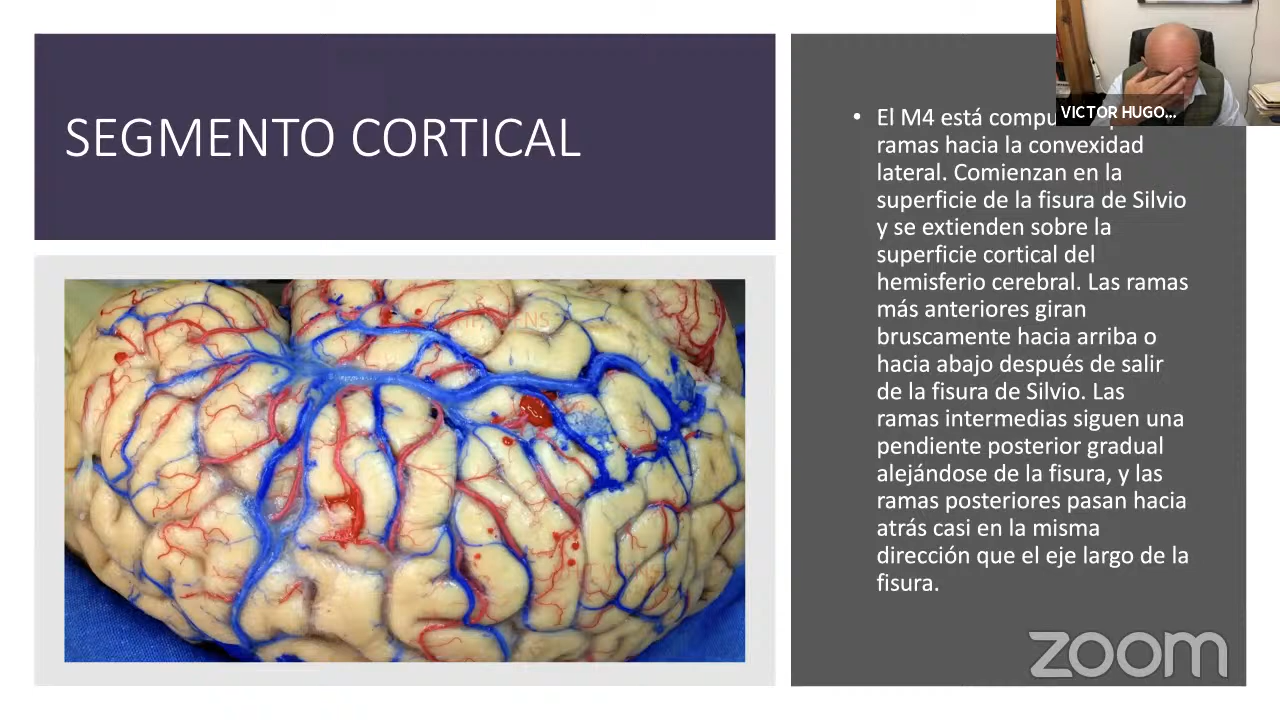 SEGMENTO CORTICAL
VICTOR HUGO...
• El M4 está
ramas hacia la convexidad
lateral. Comienzan en la
superficie de la fisura de Silvio
y se extienden sobre la
superficie cortical del
hemisferio cerebral. Las ramas
más anteriores giran
bruscamente hacia arriba o
hacia abajo después de salir
de la fisura de Silvio. Las
ramas intermedias siguen una
pendiente posterior gradual
alejándose de la fisura, y las
ramas posteriores pasan hacia
atrás casi en la misma
dirección que el eje largo de la
fisura.
zoom